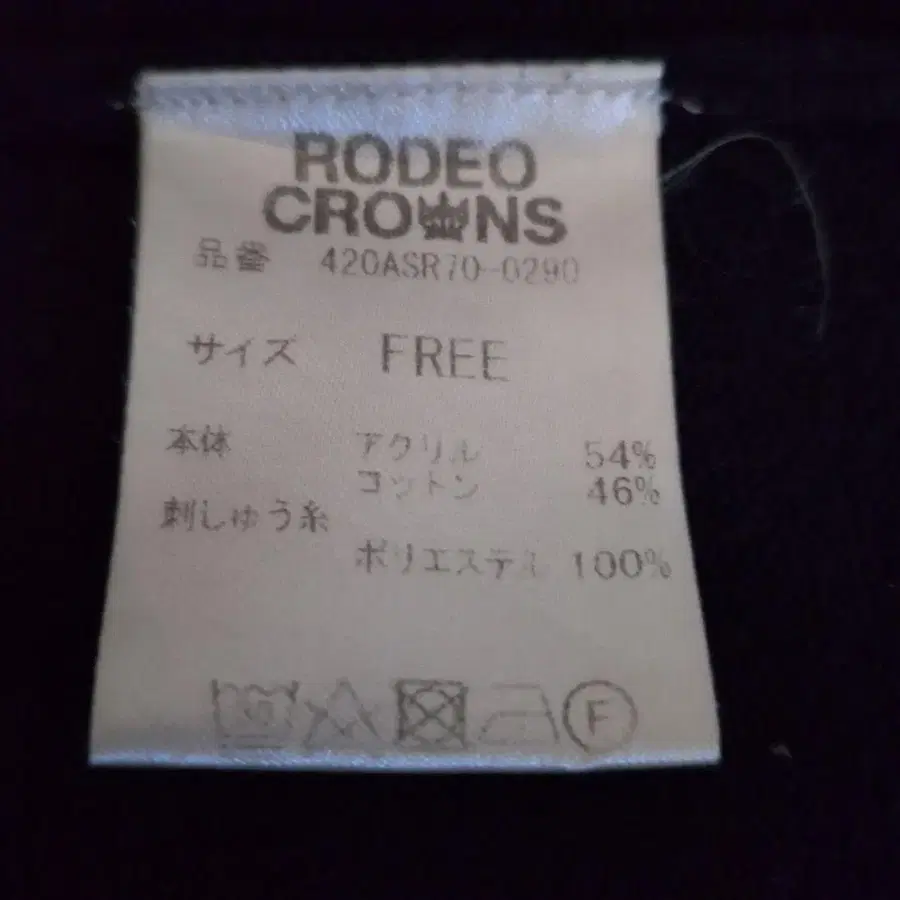 RODEO
CROWNS
品番 420ASR70-0290
サイズ FREE
本体 アクリル 54%
コットン 46%
刺しゅう糸
ポリエステル 100%
F